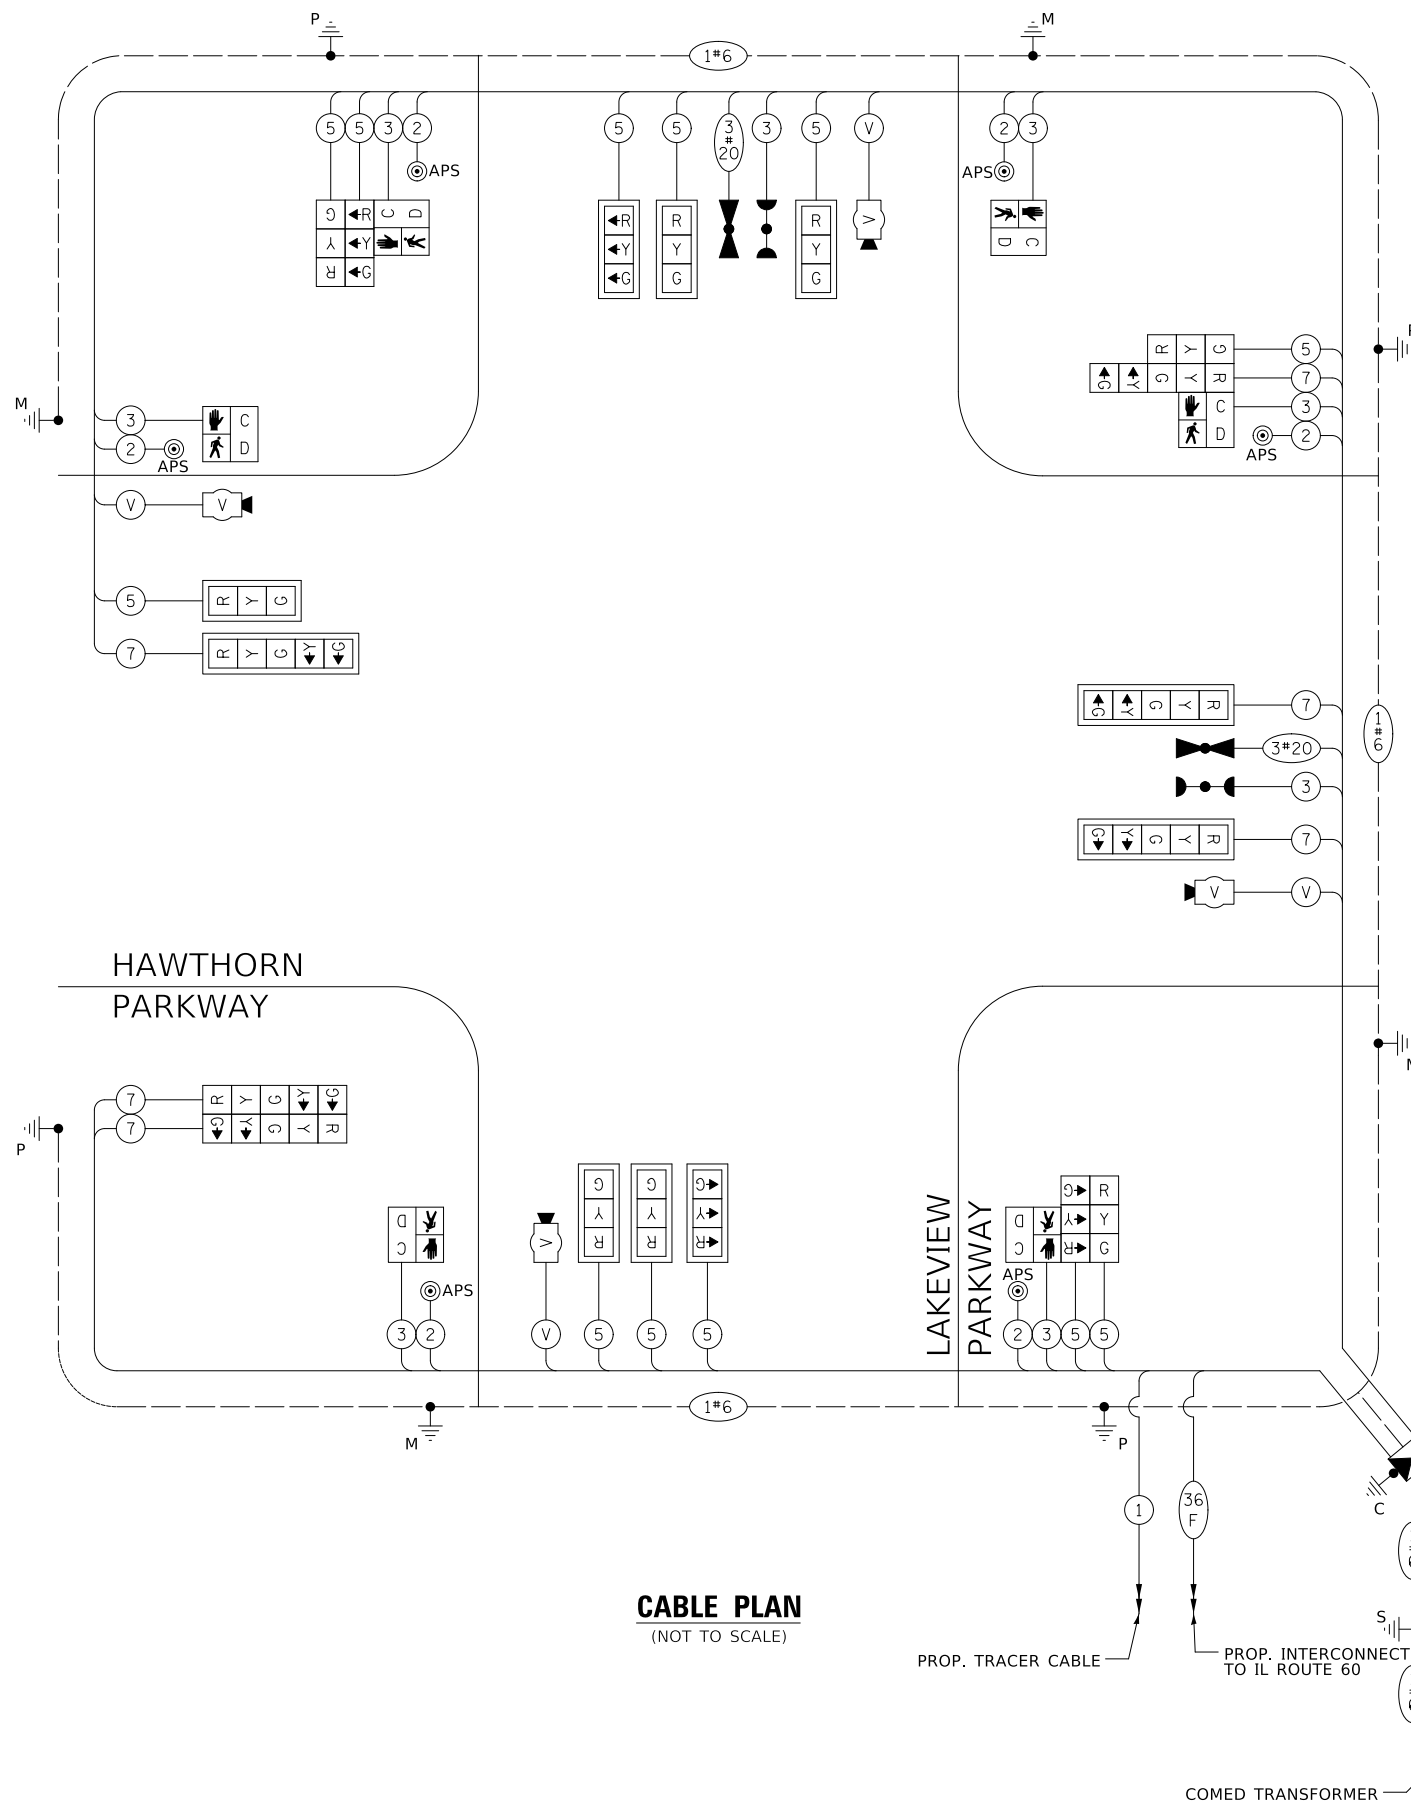 P
M
1#6
5 5 3 2
5 5 3 # 20 3 5 V
2 3
APS
APS
G R C D
Y Y
R G
R Y G
R Y G
R Y G
V
D C
M
3 C
2 D
APS
V V
5 R Y G
7 R Y G Y G
R Y G 5
G Y G Y R 7
C 3
D 2
APS
G Y G Y R 7
3#20
1 # 6
3
G Y G Y R 7
V V
HAWTHORN
PARKWAY
7 R Y G Y G
7 G Y G Y R
P
D
C
APS
3 2
V
G Y R
G Y R
G Y R
V 5 5 5
LAKEVIEW
PARKWAY
G R
D Y Y
C R G
APS
2 3 5 5
M
1#6
P
1
36 F
C
CABLE PLAN
(NOT TO SCALE)
S
PROP. TRACER CABLE
PROP. INTERCONNECT
TO IL ROUTE 60
COMED TRANSFORMER